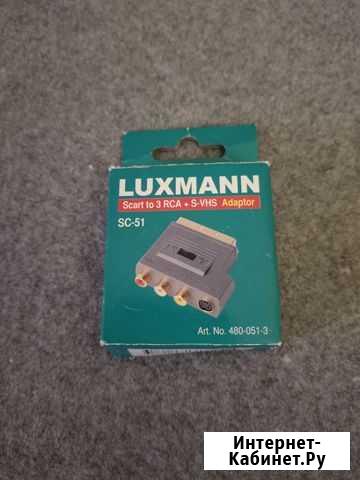 LUXMANN
Scart to 3 RCA + S-VHS Adaptor
SC-51
Art. No. 480-051-3
Интернет-
Кабинет.Ру